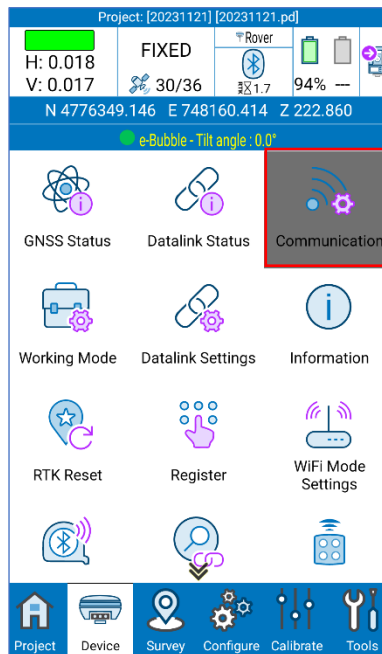 Project: [20231121] [20231121.pd]
H: 0.018
V: 0.017
FIXED
30/36
Rover
1.7
94% ---
N 4776349.146 E 748160.414 Z 222.860
e-Bubble - Tilt angle : 0.0°
GNSS Status
Datalink Status
Communication
Working Mode
Datalink Settings
Information
RTK Reset
Register
WiFi Mode
Settings
Project
Device
Survey
Configure
Calibrate
Tools